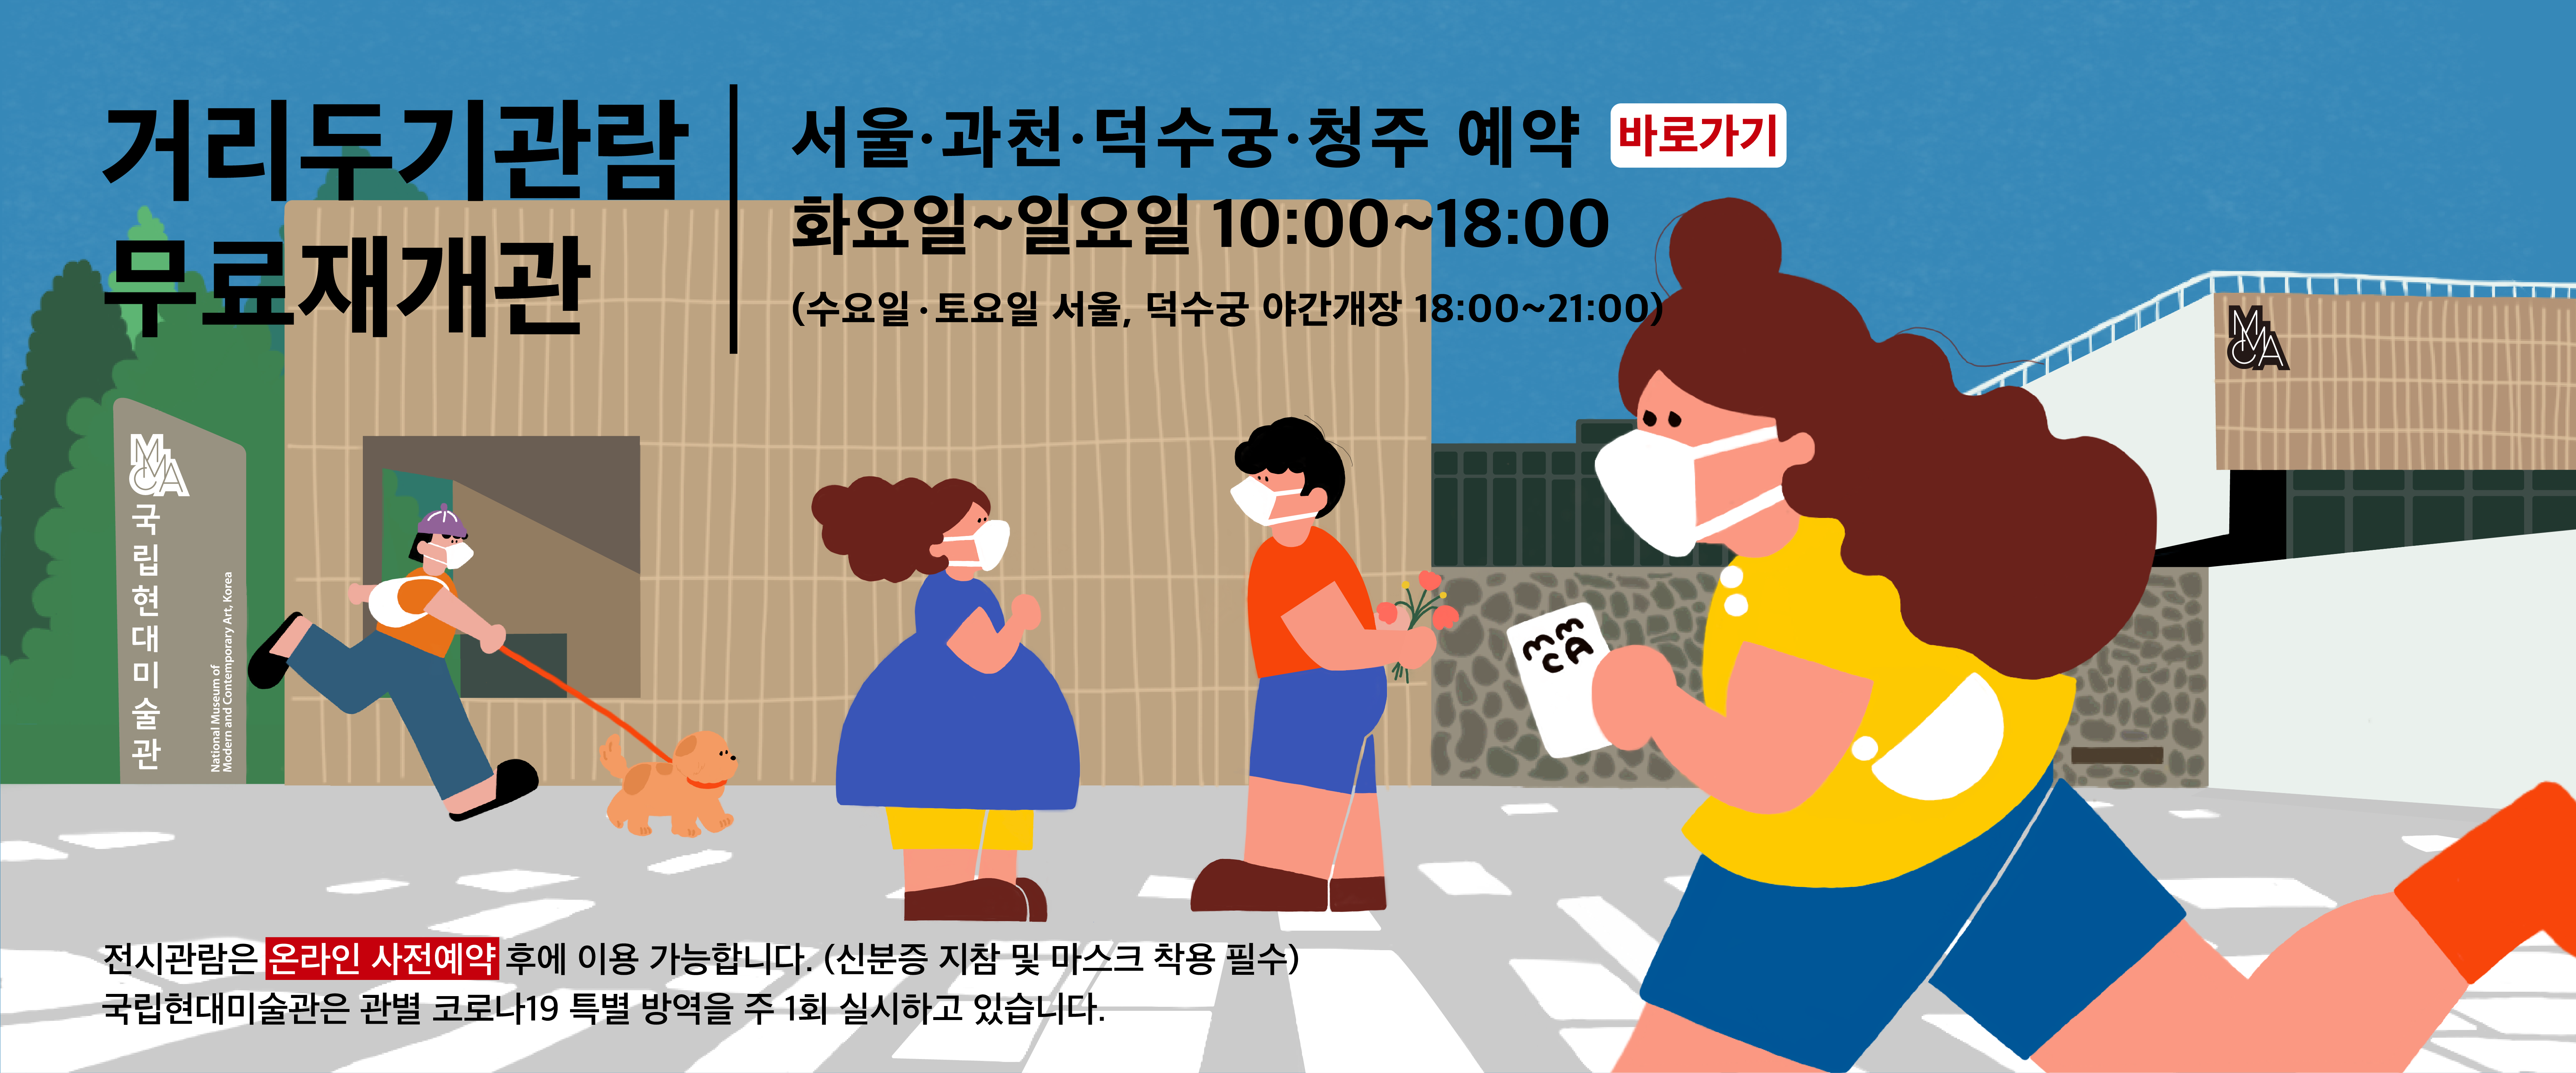 거리두기관람
무료재개관
서울·과천·덕수궁·청주 예약 바로가기
화요일~일요일 10:00~18:00
(수요일·토요일 서울, 덕수궁 야간개장 18:00~21:00)
MMCA
MMCA
국립현대미술관
National Museum of
Modern and Contemporary Art, Korea
mm
CA
전시관람은 온라인 사전예약 후에 이용 가능합니다. (신분증 지참 및 마스크 착용 필수)
국립현대미술관은 관별 코로나19 특별 방역을 주 1회 실시하고 있습니다.